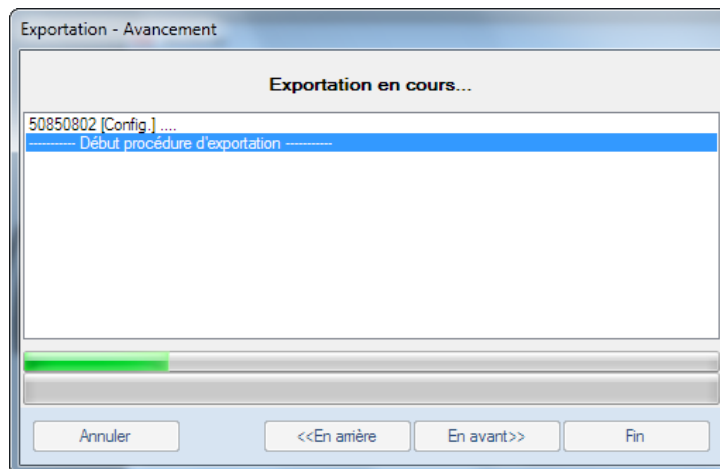 Exportation - Avancement
Exportation en cours...
50850802 [Config.] ....
----------- Début procédure d'exportation -----------
Annuler
<<En arrière
En avant>>
Fin